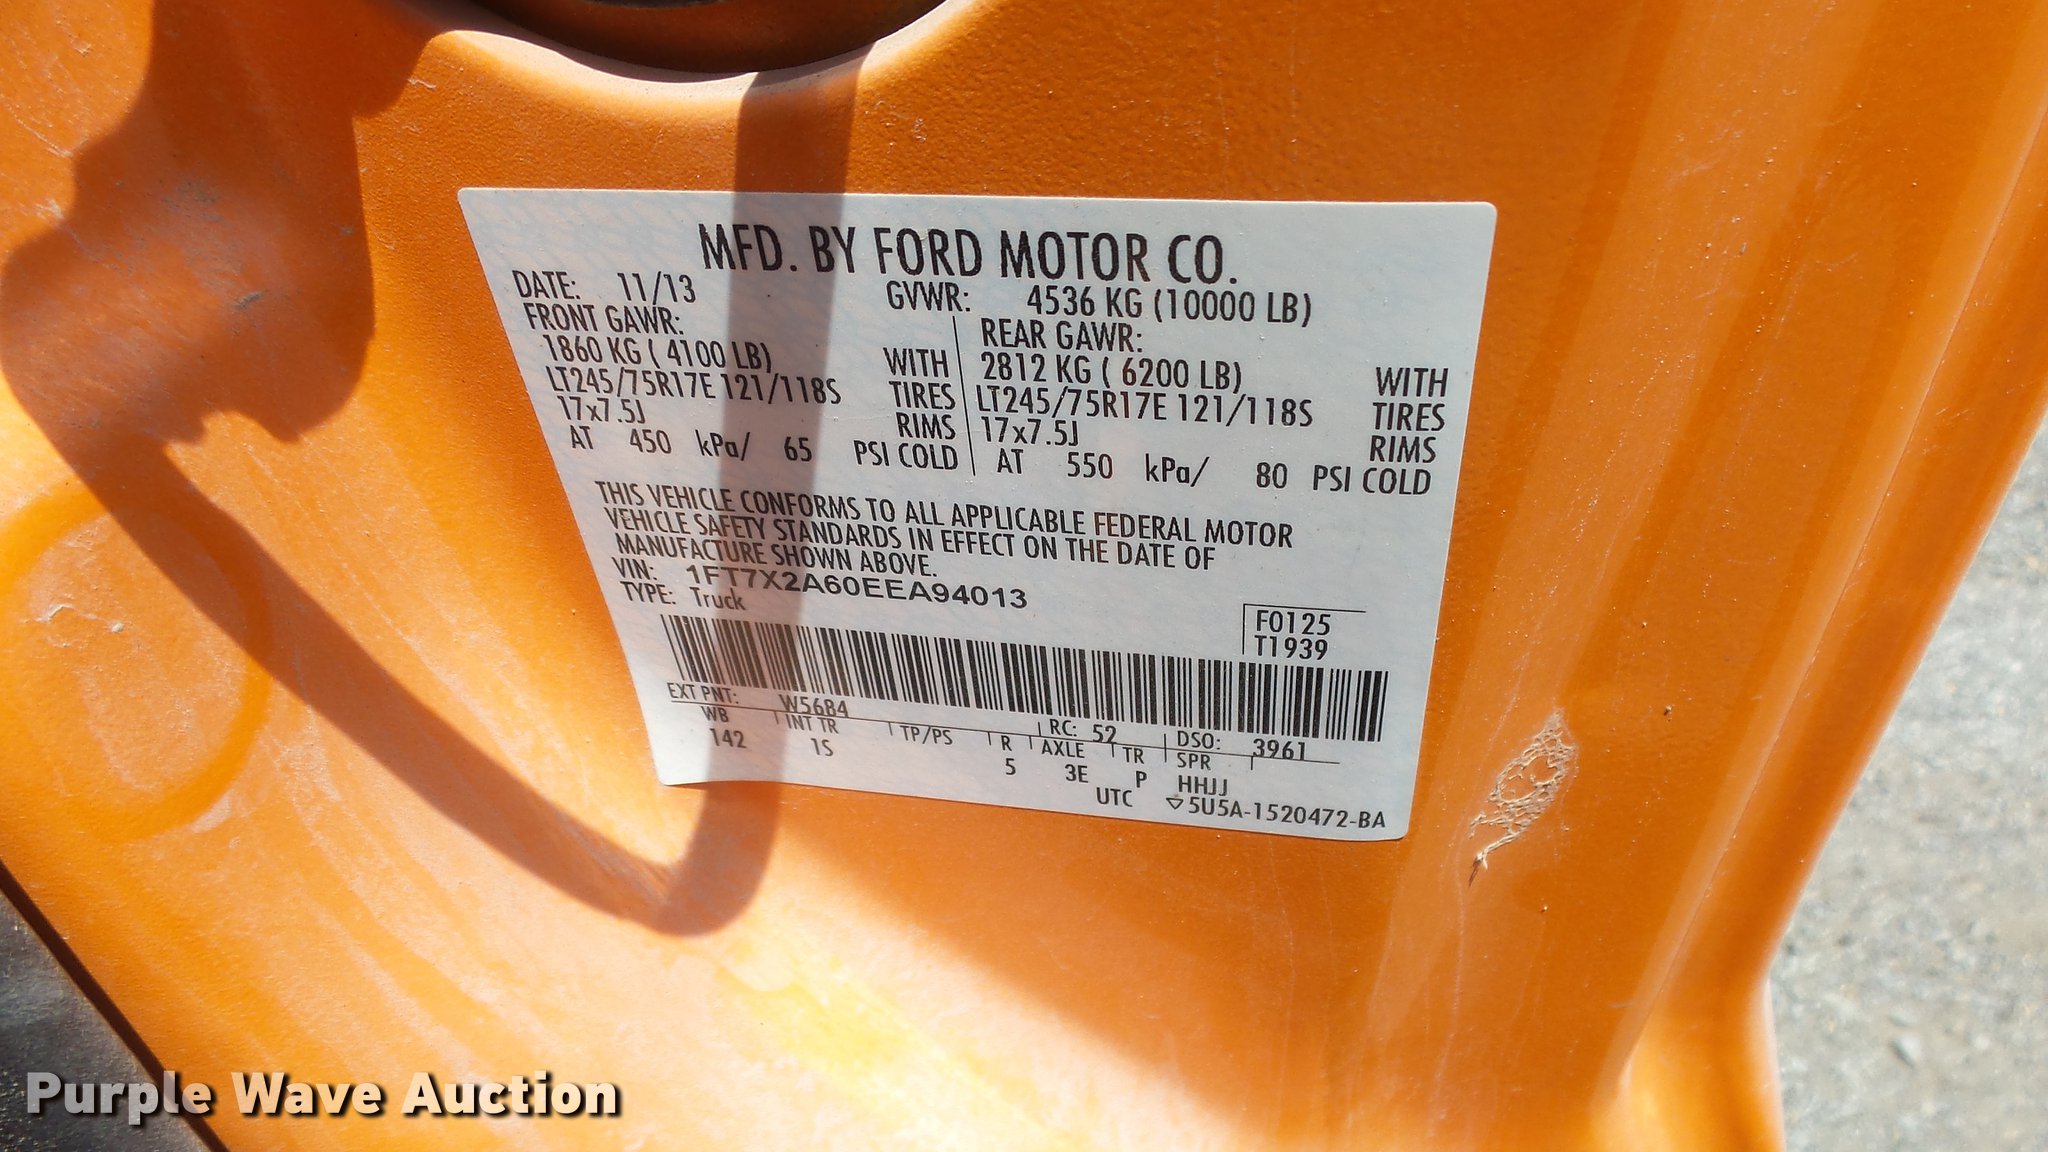 MFD. BY FORD MOTOR CO.
DATE: 11/13 GVWR: 4536 KG (10000 LB)
FRONT GAWR: REAR GAWR:
1860 KG ( 4100 LB) WITH 2812 KG ( 6200 LB) WITH
LT245/75R17E 121/118S TIRES LT245/75R17E 121/118S TIRES
17x7.5J RIMS 17x7.5J RIMS
AT 450 kPa/ 65 PSI COLD AT 550 kPa/ 80 PSI COLD
THIS VEHICLE CONFORMS TO ALL APPLICABLE FEDERAL MOTOR
VEHICLE SAFETY STANDARDS IN EFFECT ON THE DATE OF
MANUFACTURE SHOWN ABOVE.
VIN: 1FT7X2A60EEA94013
TYPE: Truck
F0125
T1939
EXT PNT: W56B4 RC: 52 DSO: 3961
WB INT TR TP/PS R AXLE TR SPR
142 1S 5 3E P HHJJ
UTC ▽5U5A-1520472-BA
Purple Wave Auction